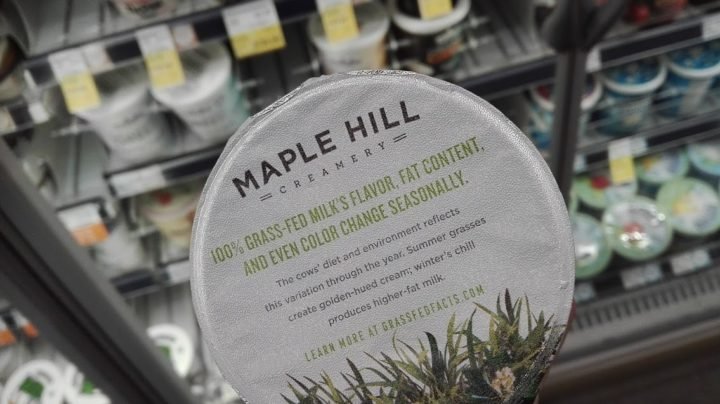 MAPLE HILL
CREAMERY
100% GRASS-FED MILK'S FLAVOR, FAT CONTENT,
AND EVEN COLOR CHANGE SEASONALLY.
The cows' diet and environment reflects
this variation through the year. Summer grasses
create golden-hued cream; winter's chill
produces higher-fat milk.
LEARN MORE AT GRASSFEDFACTS.COM